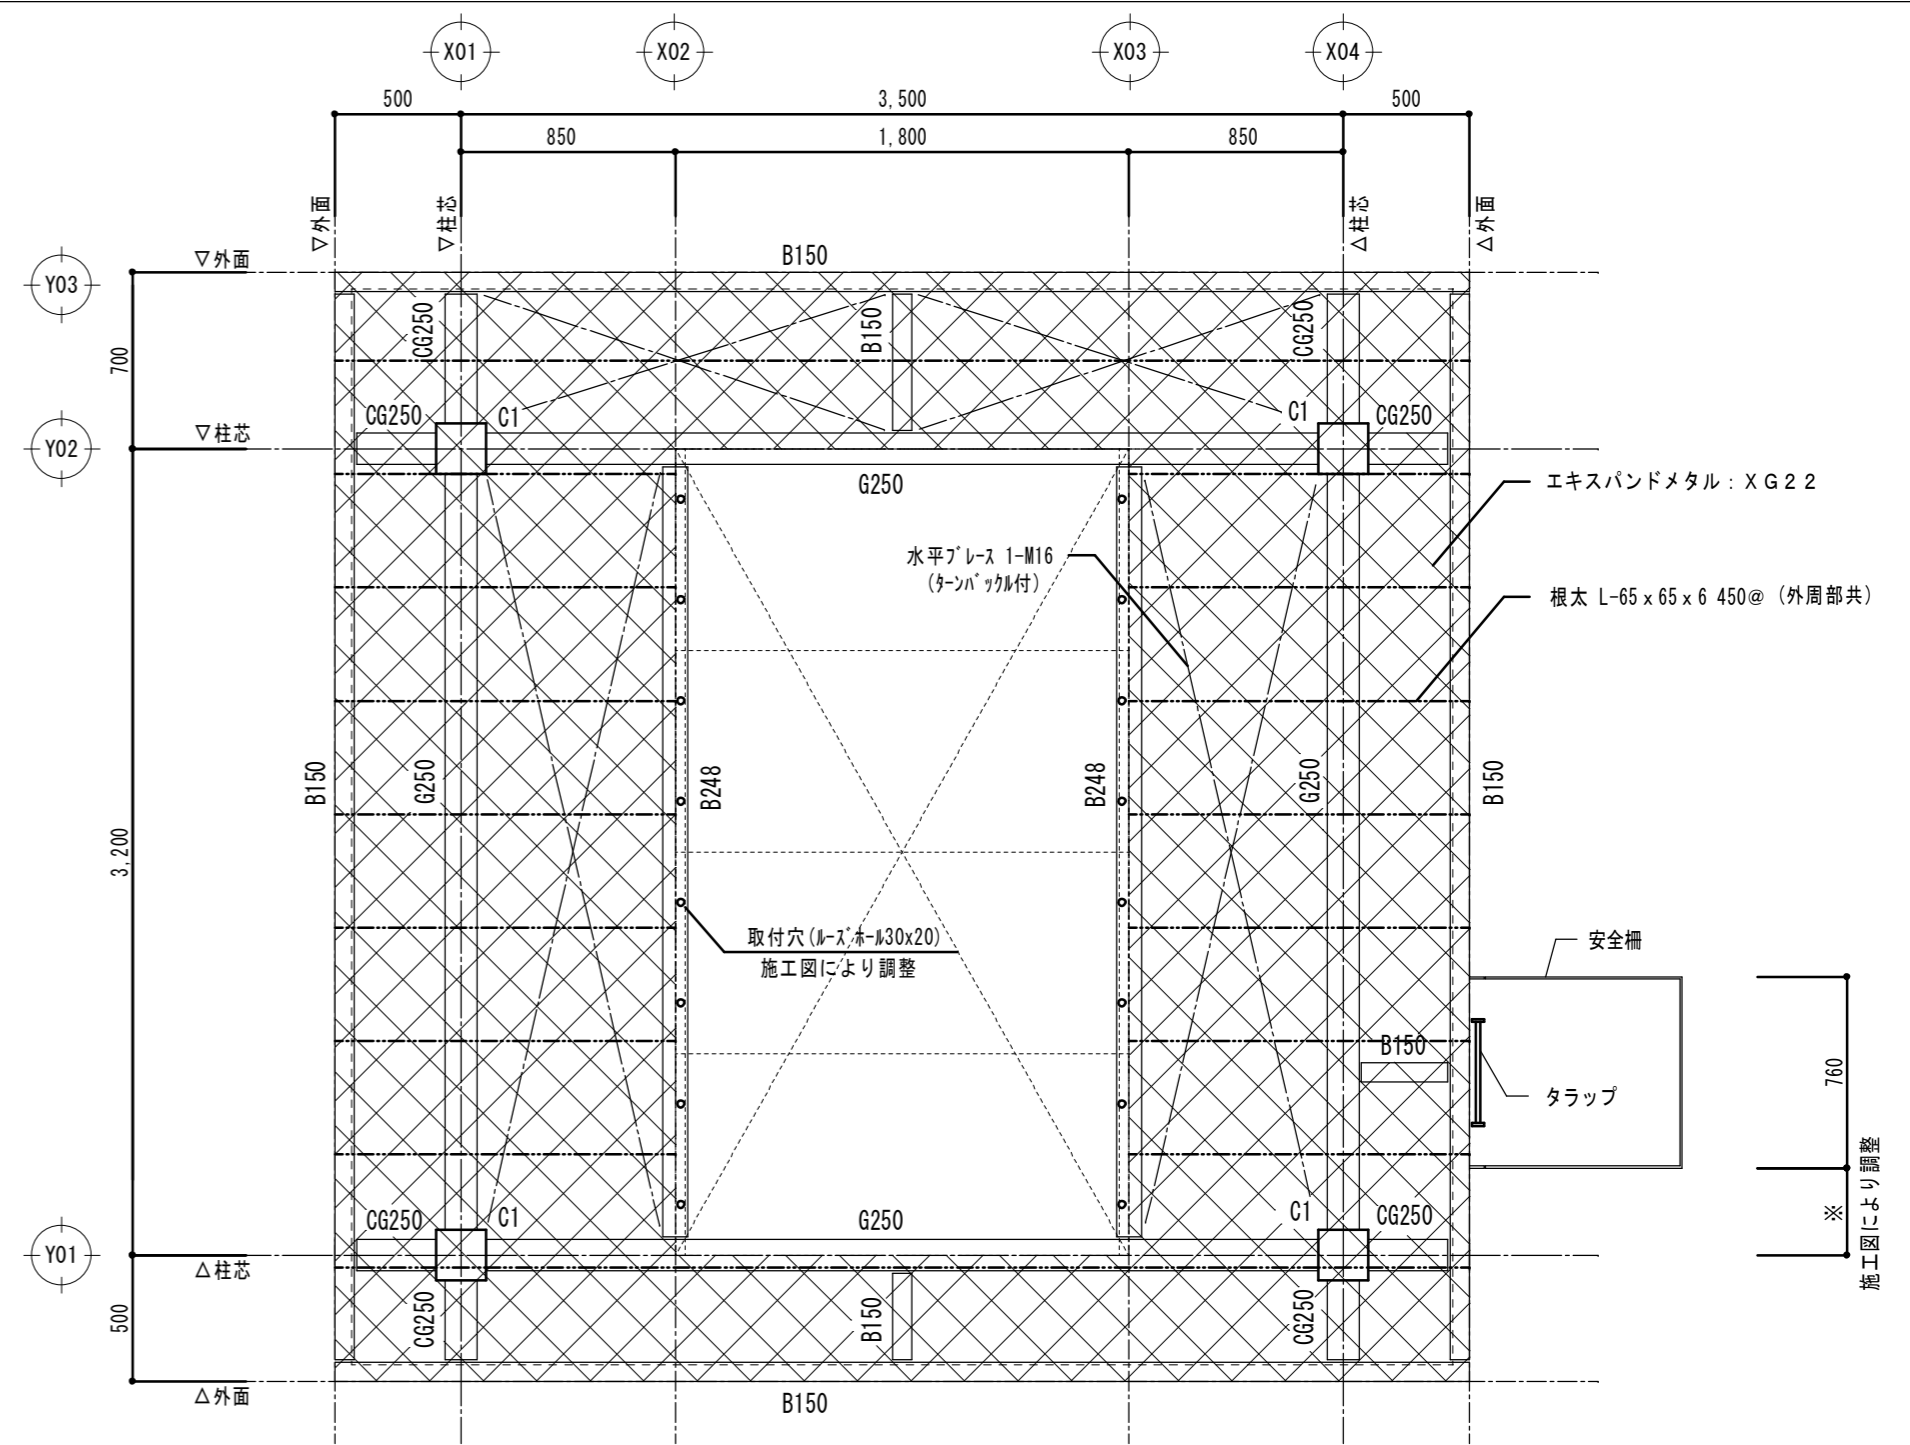 X01 X02 X03 X04
500 3,500 500
850 1,800 850
▽外面 ▽柱芯 △柱芯 △外面
Y03 ▽外面
B150
CG250 B150 CG250
700
CG250 C1 C1 CG250
Y02 ▽柱芯
G250
エキスパンドメタル：ＸＧ２２
水平ブレース 1-M16
(ターンバックル付)
根太 L-65x65x6 450@ (外周部共)
B150 G250 B248 B248 G250 B150
3,200
取付穴(ルーズホール30x20)
施工図により調整
安全柵
B150
タラップ
760
※
施工図により調整
CG250 C1 G250 C1 CG250
Y01
△柱芯
CG250 B150 CG250
500
△外面
B150